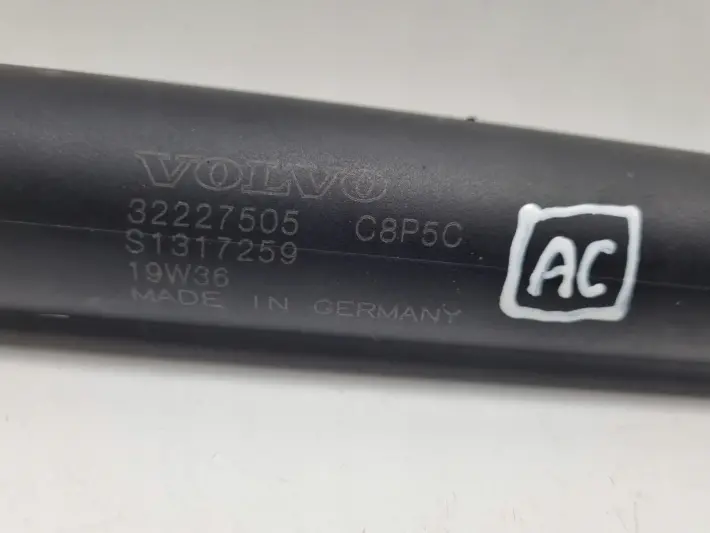 VOLVO
32227505 C8P5C
S1317259
19W36
MADE IN GERMANY
AC